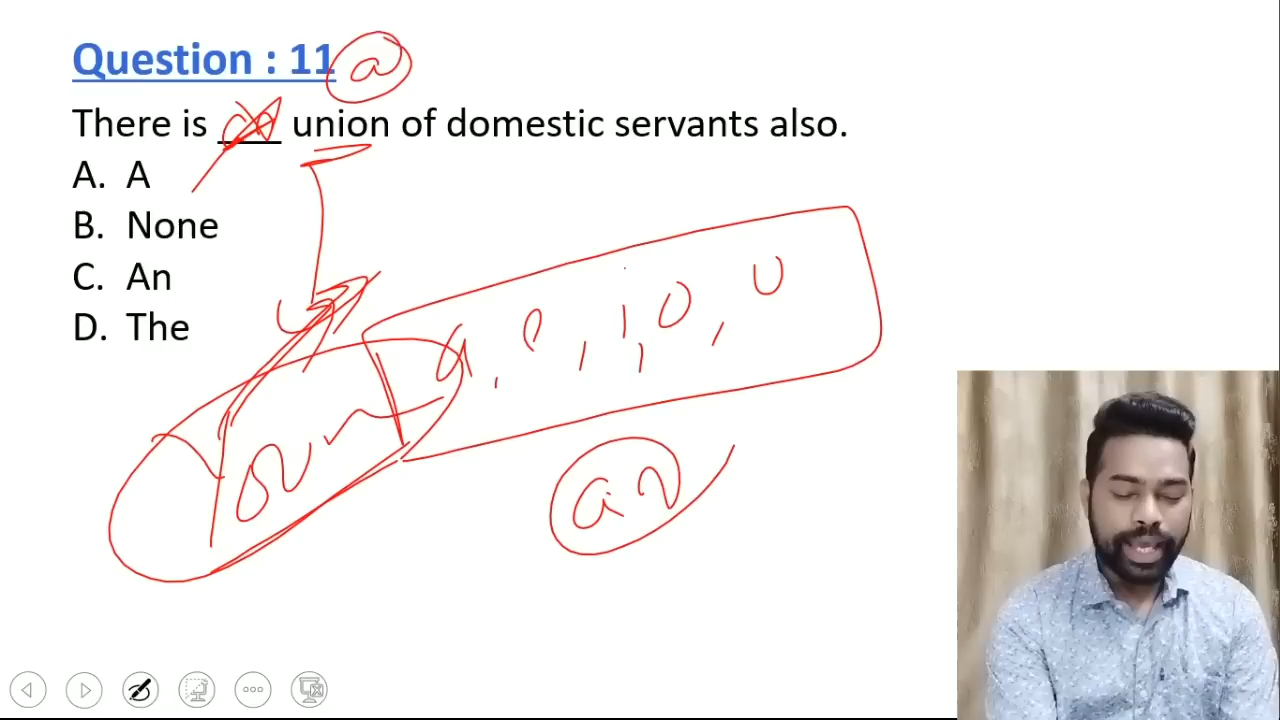 Question : 11 a
There is ___ union of domestic servants also.
A. A
B. None
C. An
D. The
a, e, i, o, u
an